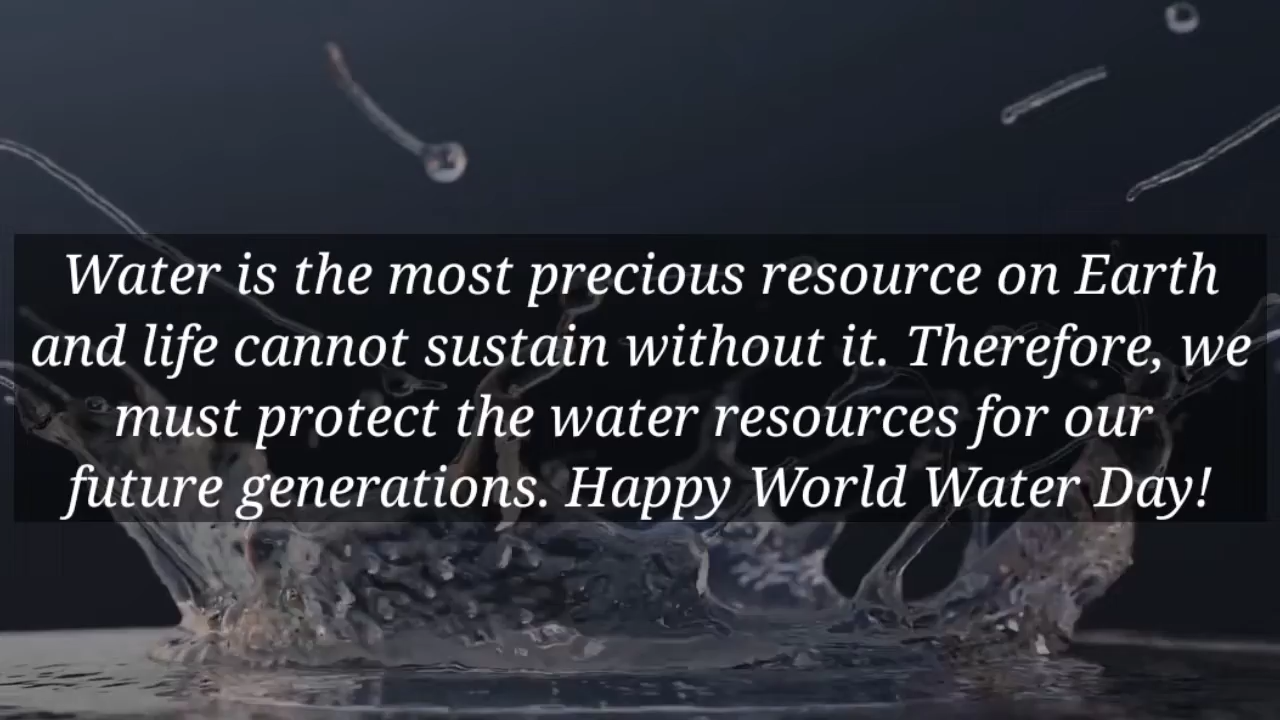 Water is the most precious resource on Earth
and life cannot sustain without it. Therefore, we
must protect the water resources for our
future generations. Happy World Water Day!